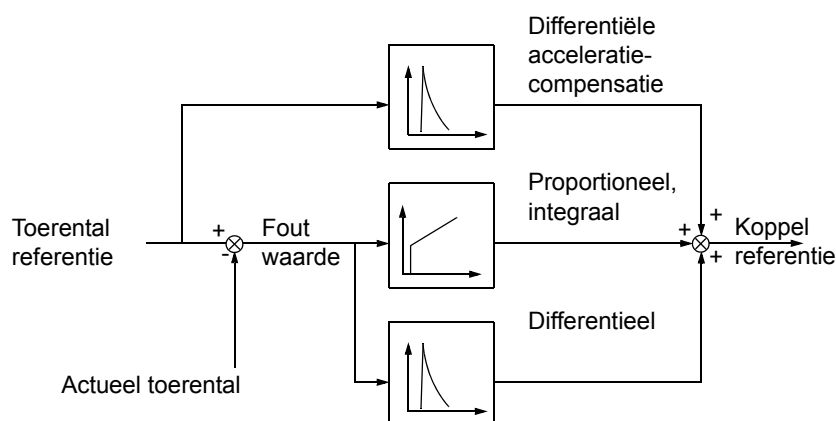 Differentiële
acceleratie-
compensatie
Proportioneel,
integraal
+
Toerental
referentie
+
-
Fout
waarde
+
+
Koppel
referentie
Differentieel
Actueel toerental